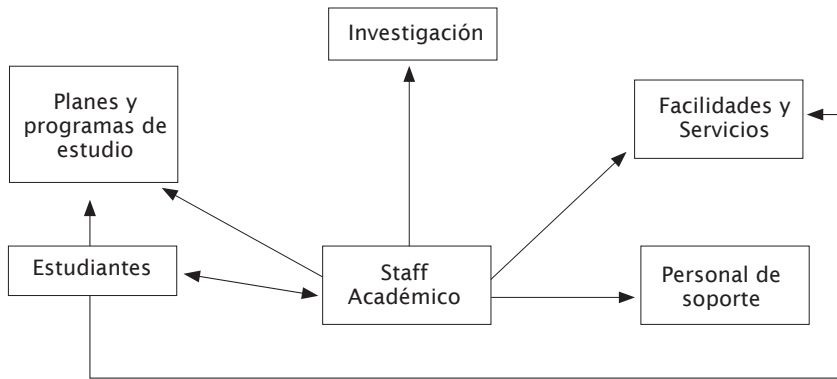 Investigación
Planes y
programas de
estudio
Facilidades y
Servicios
Estudiantes
Staff
Académico
Personal de
soporte